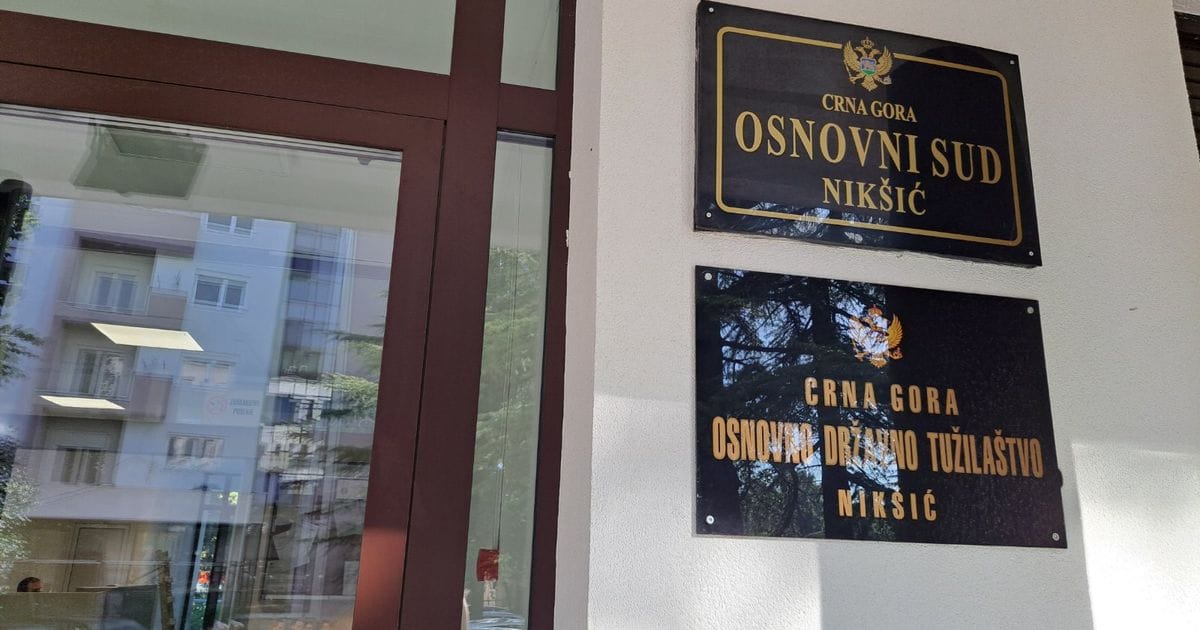 CRNA GORA
OSNOVNI SUD
NIKŠIĆ
CRNA GORA
OSNOVNO DRŽAVNO TUŽILAŠTVO
NIKŠIĆ